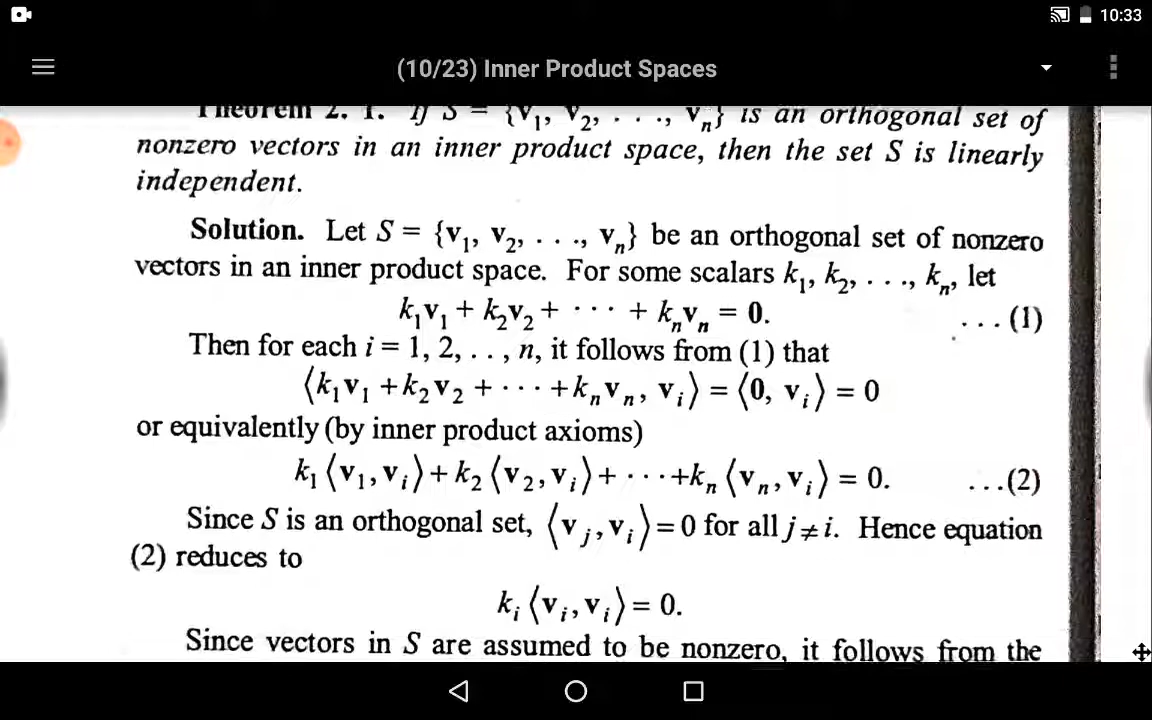 10:33
(10/23) Inner Product Spaces
Theorem 2. 1. If S = {v₁, v₂, . . ., vₙ} is an orthogonal set of
nonzero vectors in an inner product space, then the set S is linearly
independent.
Solution. Let S = {v₁, v₂, . . ., vₙ} be an orthogonal set of nonzero
vectors in an inner product space. For some scalars k₁, k₂, . . ., kₙ, let
k₁v₁ + k₂v₂ + · · · + kₙvₙ = 0. . . . (1)
Then for each i = 1, 2, . . , n, it follows from (1) that
⟨k₁v₁ +k₂v₂ + · · · +kₙvₙ, vᵢ⟩ = ⟨0, vᵢ⟩ = 0
or equivalently (by inner product axioms)
k₁ ⟨v₁, vᵢ⟩ + k₂ ⟨v₂, vᵢ⟩ + · · · +kₙ ⟨vₙ, vᵢ⟩ = 0. . . .(2)
Since S is an orthogonal set, ⟨vⱼ, vᵢ⟩ = 0 for all j ≠ i. Hence equation
(2) reduces to
kᵢ ⟨vᵢ, vᵢ⟩ = 0.
Since vectors in S are assumed to be nonzero, it follows from the